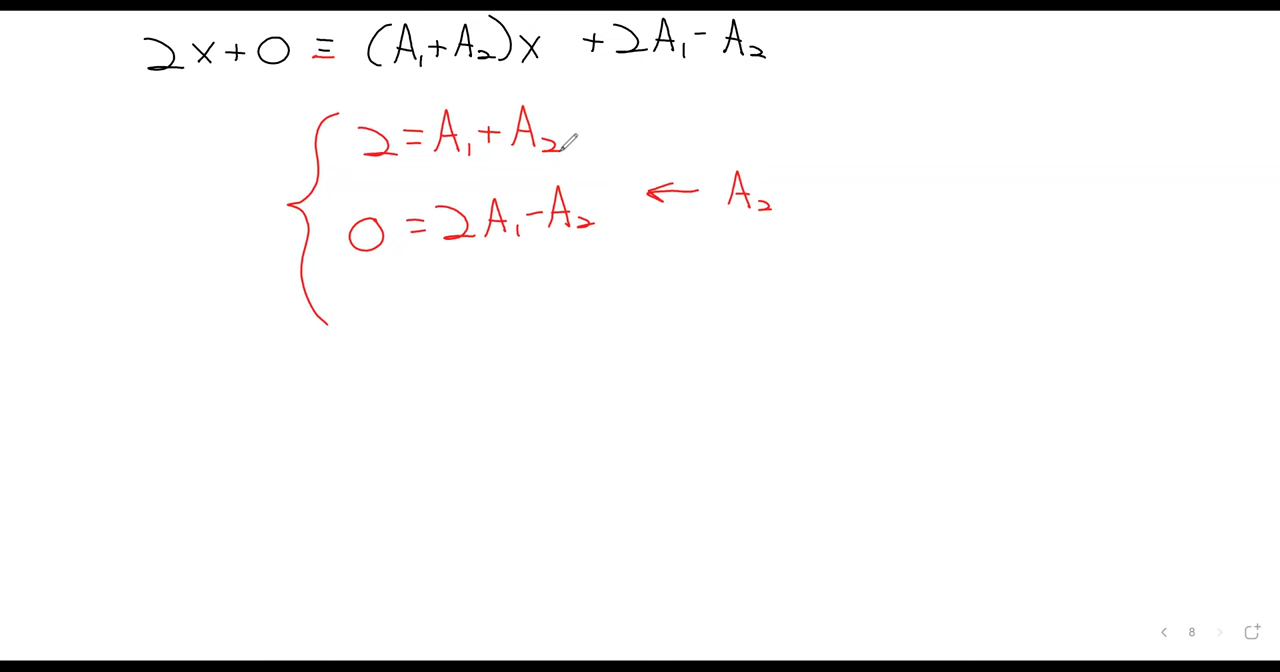 2x+0 ≡ (A₁+A₂)x +2A₁-A₂
2=A₁+A₂
0=2A₁-A₂ ← A₂
< 8 >